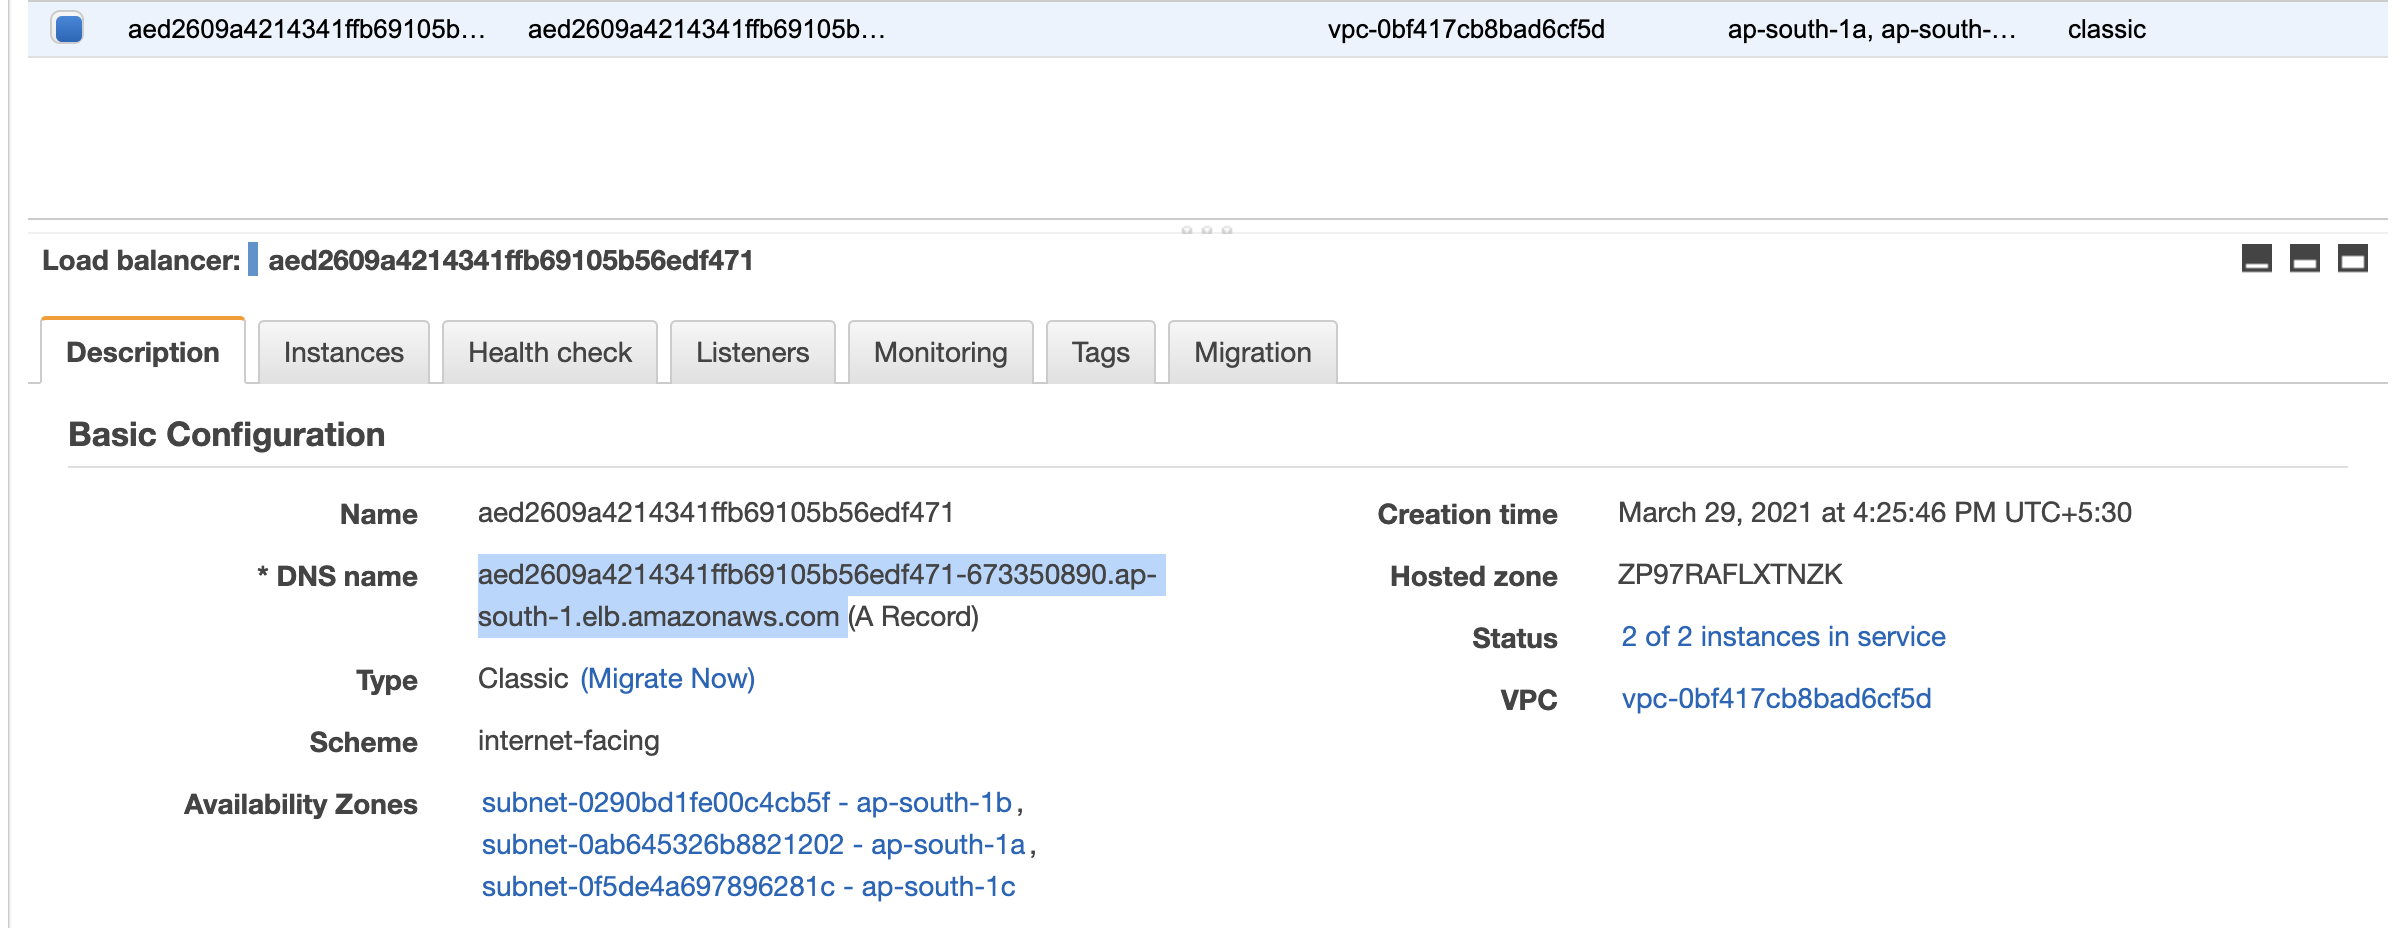 aed2609a4214341ffb69105b... aed2609a4214341ffb69105b... vpc-0bf417cb8bad6cf5d ap-south-1a, ap-south-... classic
Load balancer: aed2609a4214341ffb69105b56edf471
Description Instances Health check Listeners Monitoring Tags Migration
Basic Configuration
Name aed2609a4214341ffb69105b56edf471
* DNS name aed2609a4214341ffb69105b56edf471-673350890.ap-
south-1.elb.amazonaws.com (A Record)
Type Classic (Migrate Now)
Scheme internet-facing
Availability Zones subnet-0290bd1fe00c4cb5f - ap-south-1b,
subnet-0ab645326b8821202 - ap-south-1a,
subnet-0f5de4a697896281c - ap-south-1c
Creation time March 29, 2021 at 4:25:46 PM UTC+5:30
Hosted zone ZP97RAFLXTNZK
Status 2 of 2 instances in service
VPC vpc-0bf417cb8bad6cf5d